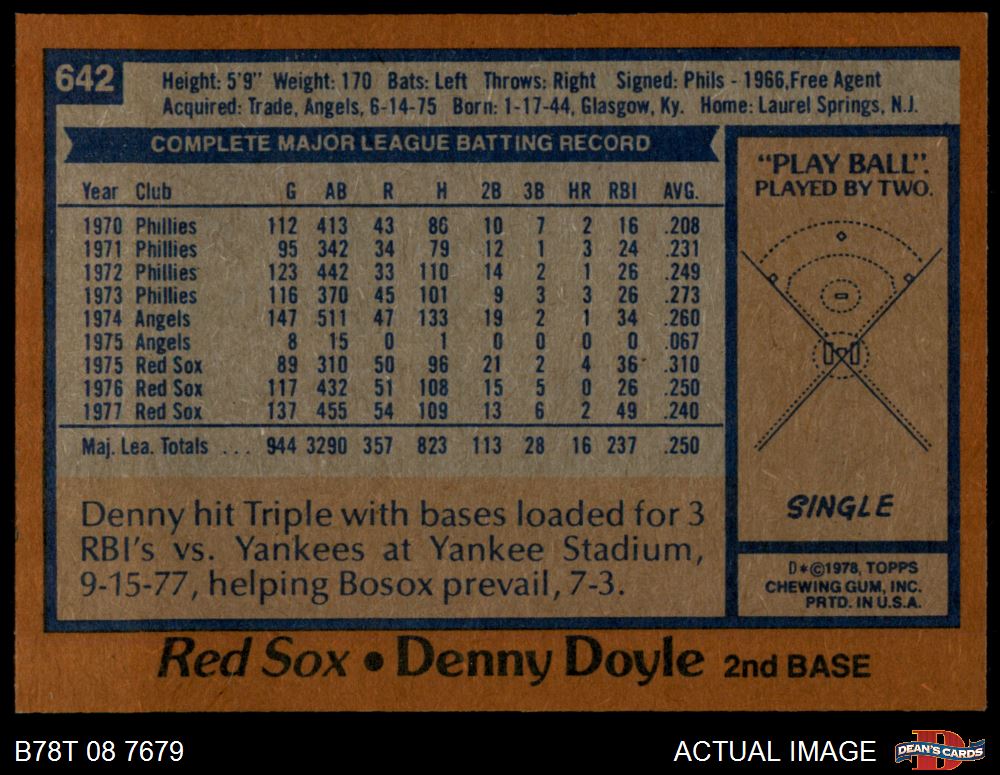 642
Height: 5'9" Weight: 170 Bats: Left Throws: Right Signed: Phils - 1966, Free Agent
Acquired: Trade, Angels, 6-14-75 Born: 1-17-44, Glasgow, Ky. Home: Laurel Springs, N.J.
COMPLETE MAJOR LEAGUE BATTING RECORD
Year Club G AB R H 2B 3B HR RBI AVG.
1970 Phillies 112 413 43 86 10 7 2 16 .208
1971 Phillies 95 342 34 79 12 1 3 24 .231
1972 Phillies 123 442 33 110 14 2 1 26 .249
1973 Phillies 116 370 45 101 9 3 3 26 .273
1974 Angels 147 511 47 133 19 2 1 34 .260
1975 Angels 8 15 0 1 0 0 0 0 .067
1975 Red Sox 89 310 50 96 21 2 4 36 .310
1976 Red Sox 117 432 51 108 15 5 0 26 .250
1977 Red Sox 137 455 54 109 13 6 2 49 .240
Maj. Lea. Totals ... 944 3290 357 823 113 28 16 237 .250
Denny hit Triple with bases loaded for 3
RBI's vs. Yankees at Yankee Stadium,
9-15-77, helping Bosox prevail, 7-3.
"PLAY BALL".
PLAYED BY TWO.
SINGLE
D*©1978, TOPPS
CHEWING GUM, INC.
PRTD. IN U.S.A.
Red Sox • Denny Doyle 2nd BASE
B78T 08 7679
ACTUAL IMAGE
DEAN'S CARDS